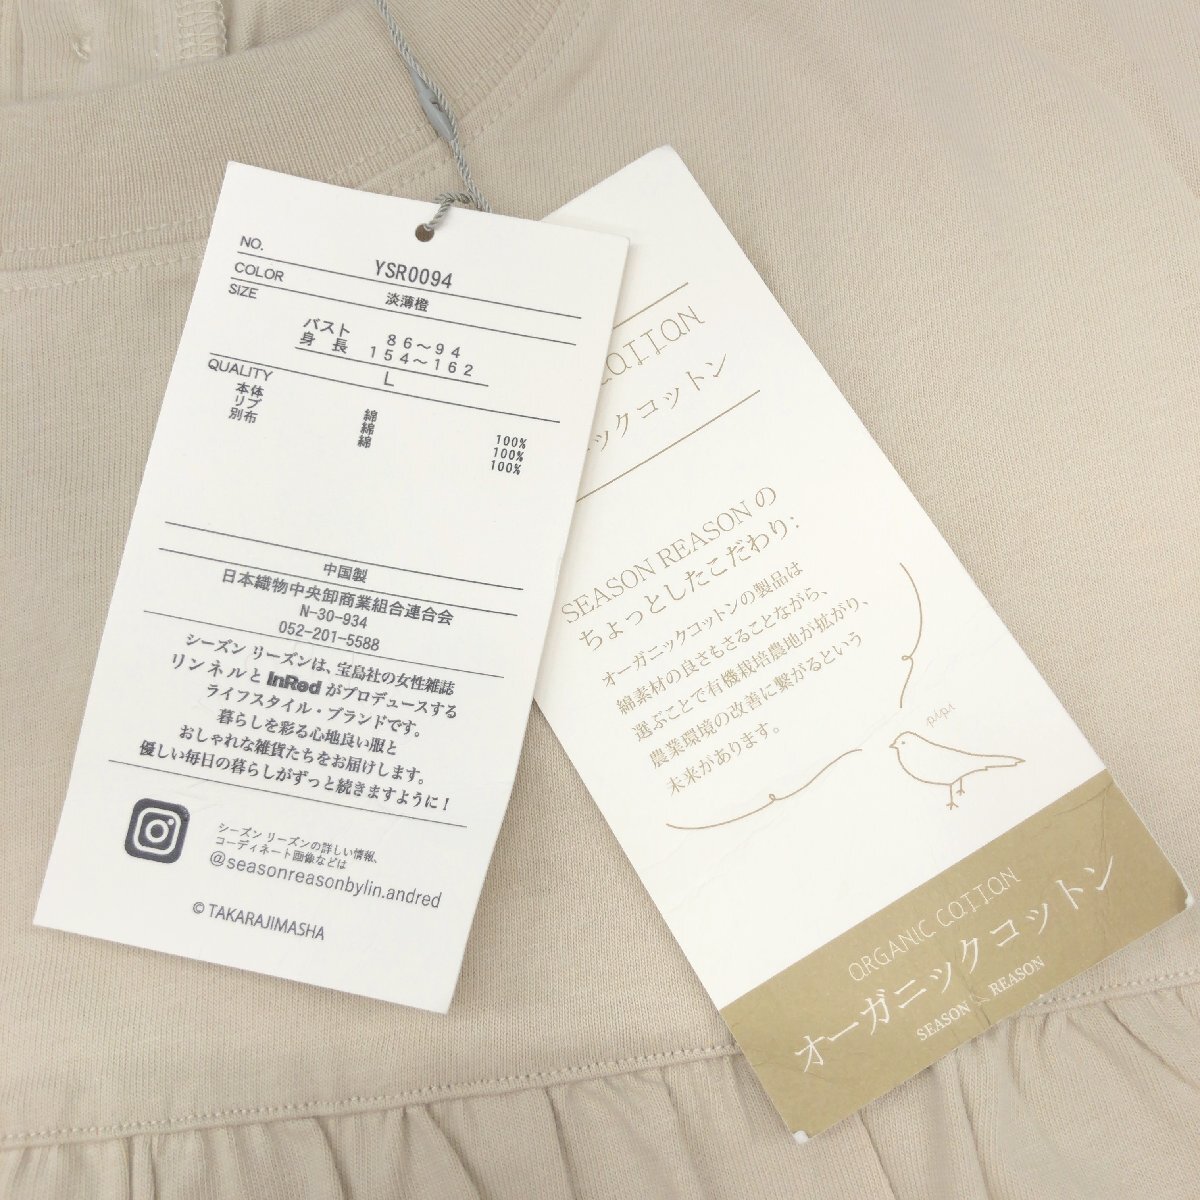 NO. YSR0094
COLOR 淡薄橙
SIZE
バスト 86～94
身長 154～162
L
QUALITY
本体 綿 100%
リブ 綿 100%
別布 綿 100%
中国製
日本織物中央卸商業組合連合会
N-30-934
052-201-5588
シーズン リーズンは、宝島社の女性雑誌
リンネルと InRed がプロデュースする
ライフスタイル・ブランドです。
暮らしを彩る心地良い服と
おしゃれな雑貨たちをお届けします。
優しい毎日の暮らしがずっと続きますように！
シーズン リーズンの詳しい情報、
コーディネート画像などは
@seasonreasonbylin.andred
© TAKARAJIMASHA
COTTON
ックコットン
SEASON REASONの
ちょっとしたこだわり:
オーガニックコットンの製品は
綿素材の良さもさることながら、
選ぶことで有機栽培農地が拡がり、
農業環境の改善に繋がるという
未来があります。
pipi
ORGANIC COTTON
オーガニックコットン
SEASON REASON